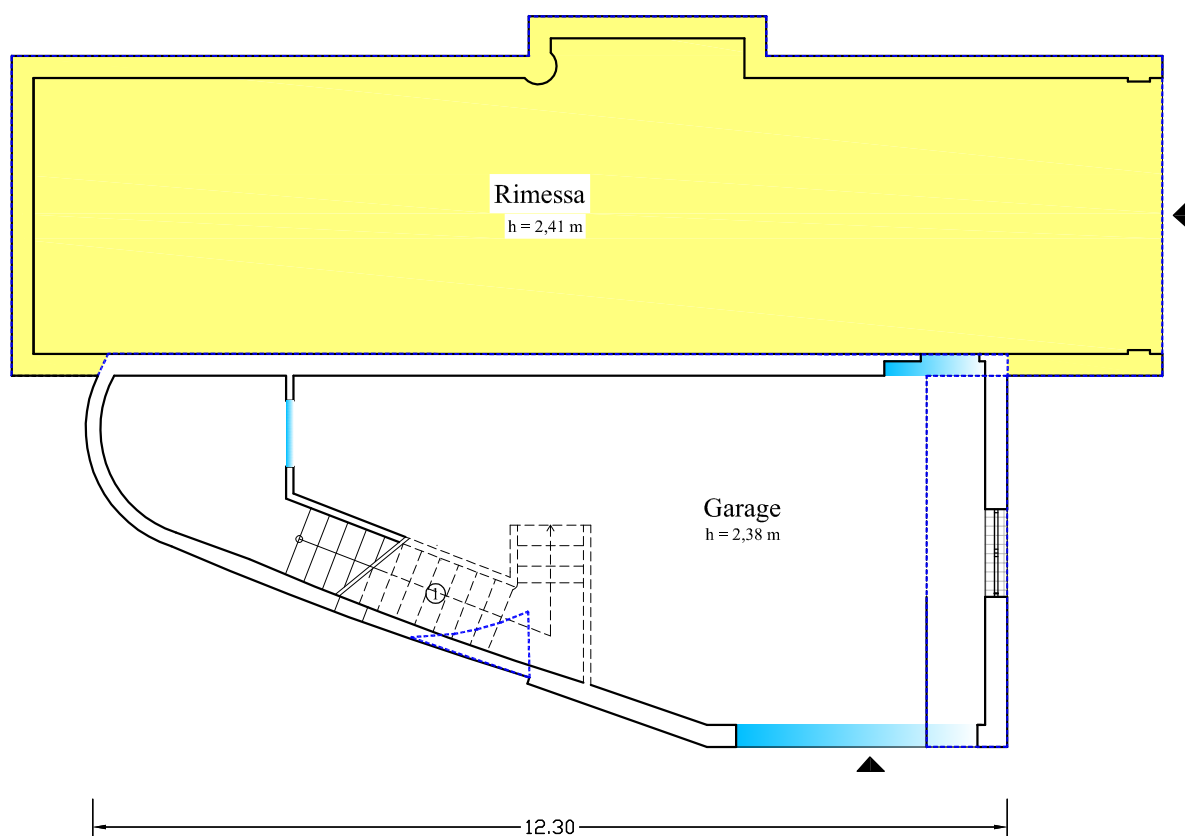 Rimessa
h = 2,41 m
Garage
h = 2,38 m
1
12.30